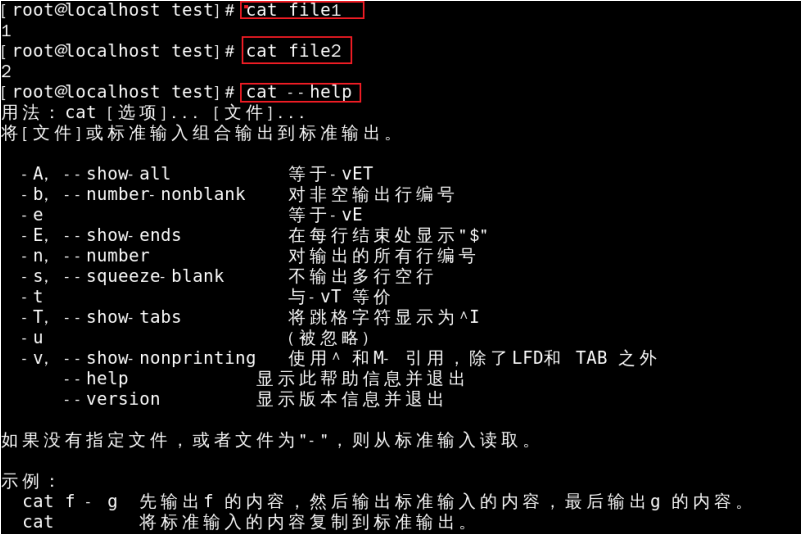 [root@localhost test]# cat file1
1
[root@localhost test]# cat file2
2
[root@localhost test]# cat --help
用法：cat [选项]... [文件]...
将[文件]或标准输入组合输出到标准输出。
-A, --show-all 等于-vET
-b, --number-nonblank 对非空输出行编号
-e 等于-vE
-E, --show-ends 在每行结束处显示"$"
-n, --number 对输出的所有行编号
-s, --squeeze-blank 不输出多行空行
-t 与-vT 等价
-T, --show-tabs 将跳格字符显示为^I
-u (被忽略)
-v, --show-nonprinting 使用^ 和M- 引用，除了LFD和 TAB 之外
--help 显示此帮助信息并退出
--version 显示版本信息并退出
如果没有指定文件，或者文件为"-"，则从标准输入读取。
示例：
cat f - g 先输出f 的内容，然后输出标准输入的内容，最后输出g 的内容。
cat 将标准输入的内容复制到标准输出。